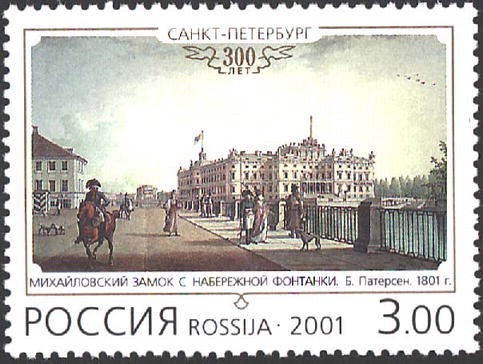 САНКТ-ПЕТЕРБУРГ
300
ЛЕТ
МИХАЙЛОВСКИЙ ЗАМОК С НАБЕРЕЖНОЙ ФОНТАНКИ. Б. Патерсен. 1801 г.
РОССИЯ ROSSIJA · 2001 3.00